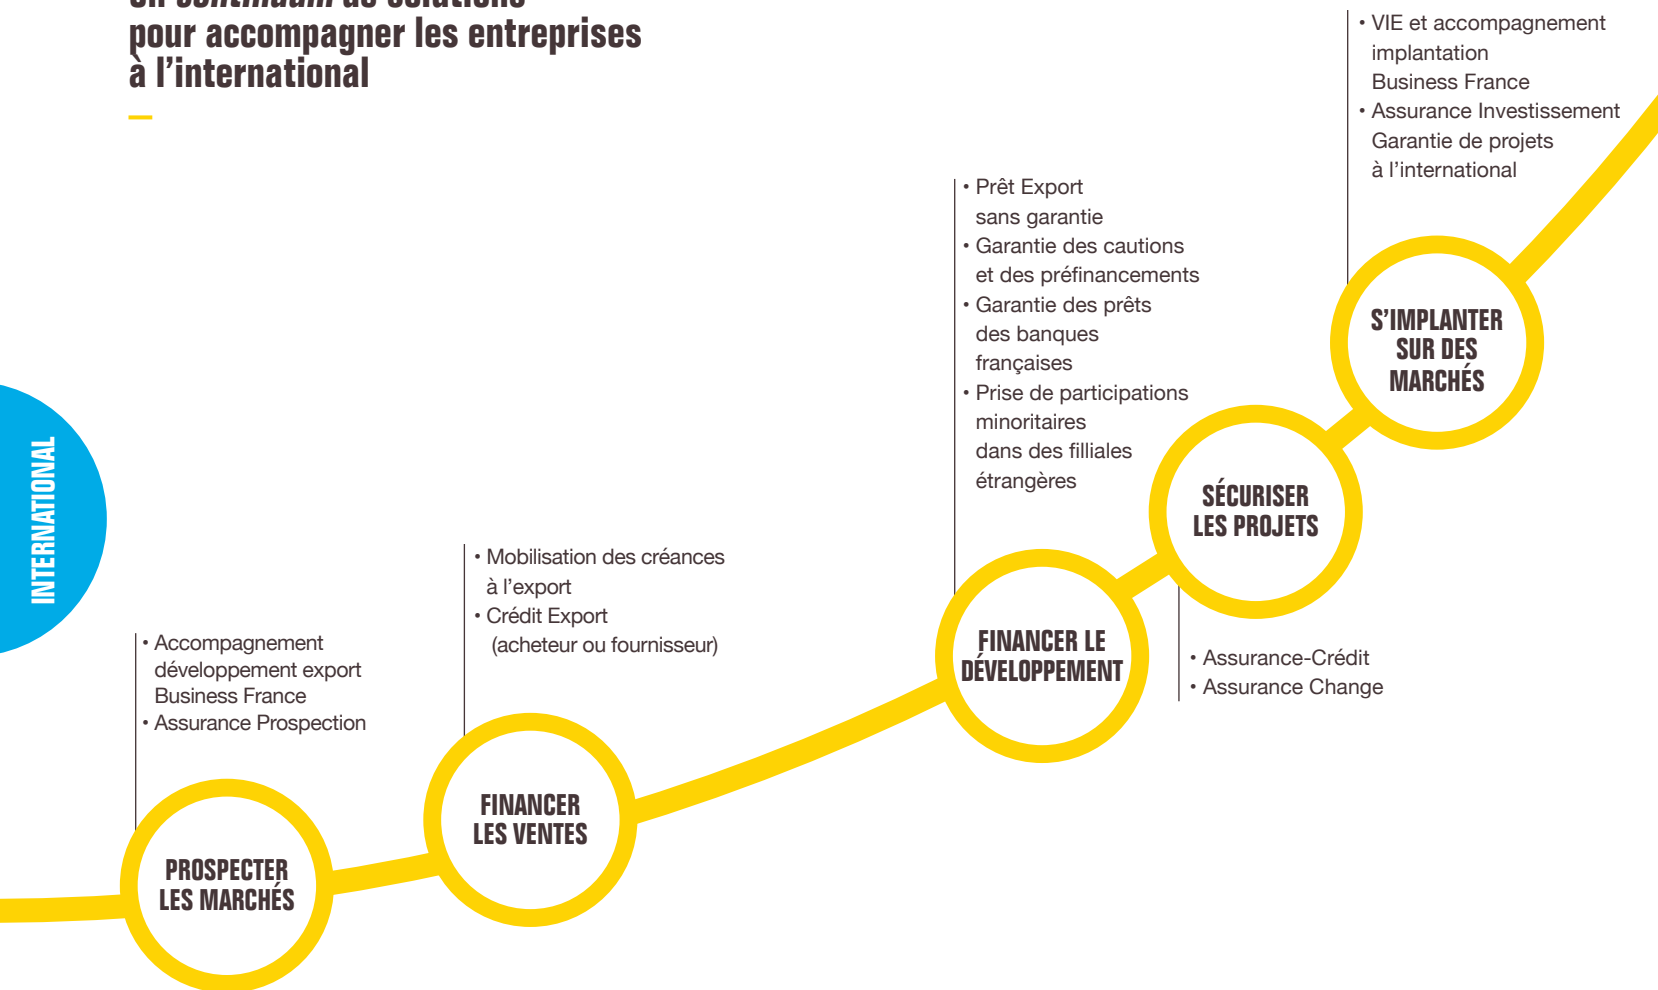 un continuum de solutions
pour accompagner les entreprises
à l’international
INTERNATIONAL
• Accompagnement
développement export
Business France
• Assurance Prospection
PROSPECTER
LES MARCHÉS
• Mobilisation des créances
à l’export
• Crédit Export
(acheteur ou fournisseur)
FINANCER
LES VENTES
• Prêt Export
sans garantie
• Garantie des cautions
et des préfinancements
• Garantie des prêts
des banques
françaises
• Prise de participations
minoritaires
dans des filliales
étrangères
FINANCER LE
DÉVELOPPEMENT
SÉCURISER
LES PROJETS
• Assurance-Crédit
• Assurance Change
• VIE et accompagnement
implantation
Business France
• Assurance Investissement
Garantie de projets
à l’international
S’IMPLANTER
SUR DES
MARCHÉS